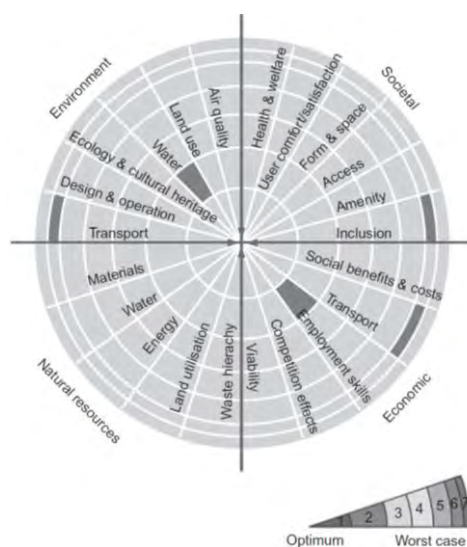 Environment
Societal
Air quality
Land use
Water
Ecology & cultural heritage
Design & operation
Transport
Health & welfare
User comfort/satisfaction
Form & space
Access
Amenity
Inclusion
Materials
Water
Energy
Land utilisation
Waste hierachy
Social benefits & costs
Transport
Employment skills
Competition effects
Viability
Natural resources
Economic
1 2 3 4 5 6 7
Optimum Worst case